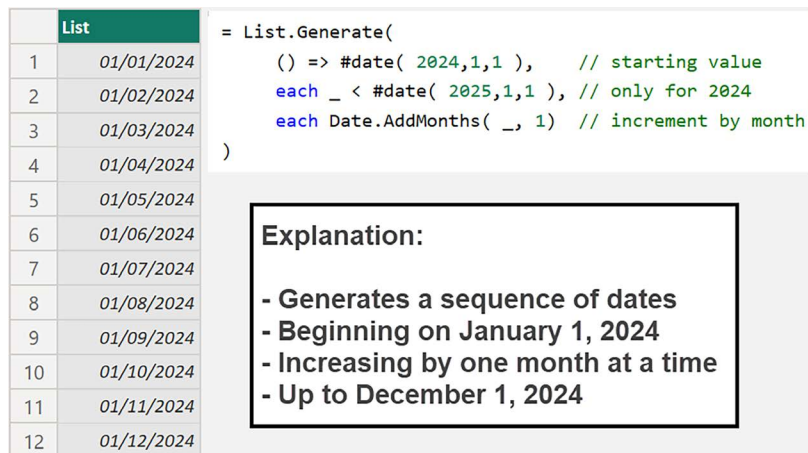 List
1 01/01/2024
2 01/02/2024
3 01/03/2024
4 01/04/2024
5 01/05/2024
6 01/06/2024
7 01/07/2024
8 01/08/2024
9 01/09/2024
10 01/10/2024
11 01/11/2024
12 01/12/2024
= List.Generate(
() => #date( 2024,1,1 ), // starting value
each _ < #date( 2025,1,1 ), // only for 2024
each Date.AddMonths( _, 1) // increment by month
)
Explanation:
- Generates a sequence of dates
- Beginning on January 1, 2024
- Increasing by one month at a time
- Up to December 1, 2024